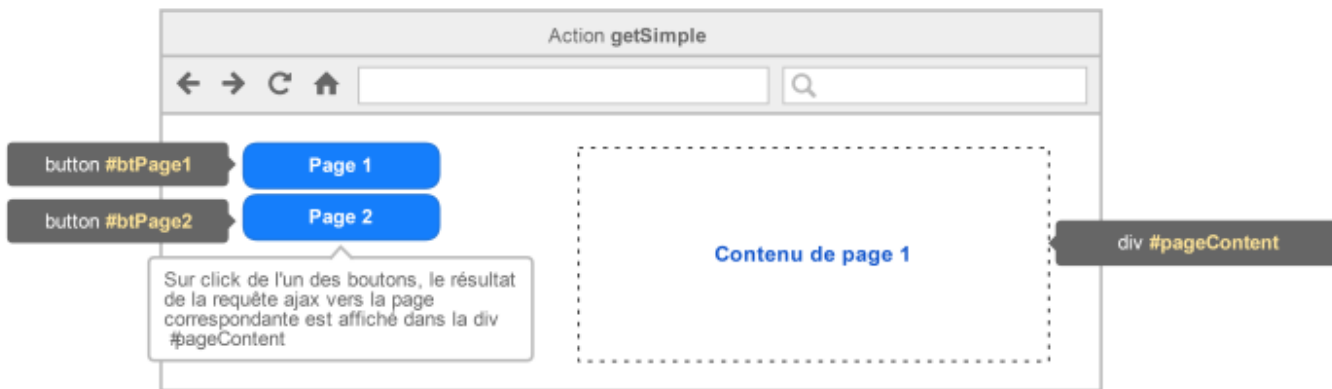 Action getSimple
button #btPage1
Page 1
button #btPage2
Page 2
Sur click de l'un des boutons, le résultat
de la requête ajax vers la page
correspondante est affiché dans la div
#pageContent
Contenu de page 1
div #pageContent